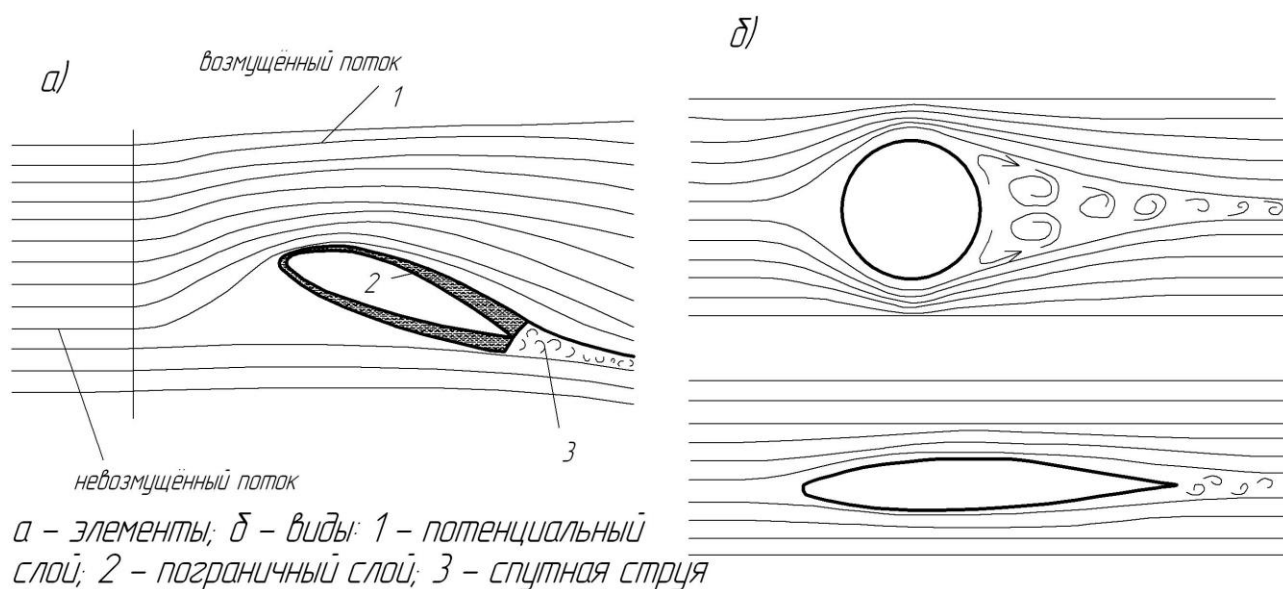 а)
возмущённый поток
1
2
3
невозмущённый поток
б)
а – элементы; б – виды: 1 – потенциальный
слой; 2 – пограничный слой; 3 – спутная струя